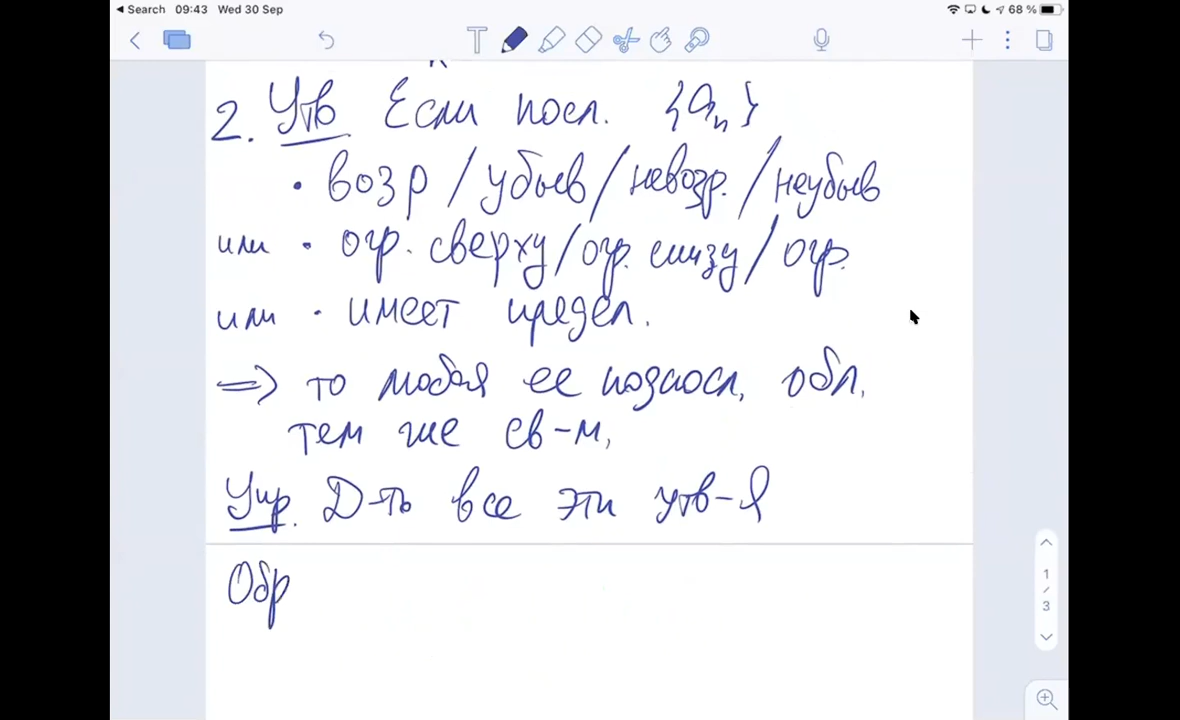 Search 09:43 Wed 30 Sep 68 %
T
2. Утв Если посл. {aₙ}
• возр / убыв / невозр. / неубыв
или • огр. сверху / огр. снизу / огр.
или • имеет предел.
=> то любая ее подпосл. обл.
тем же св-м.
Упр. Д-ть все эти утв-я
Обр
1
/
3